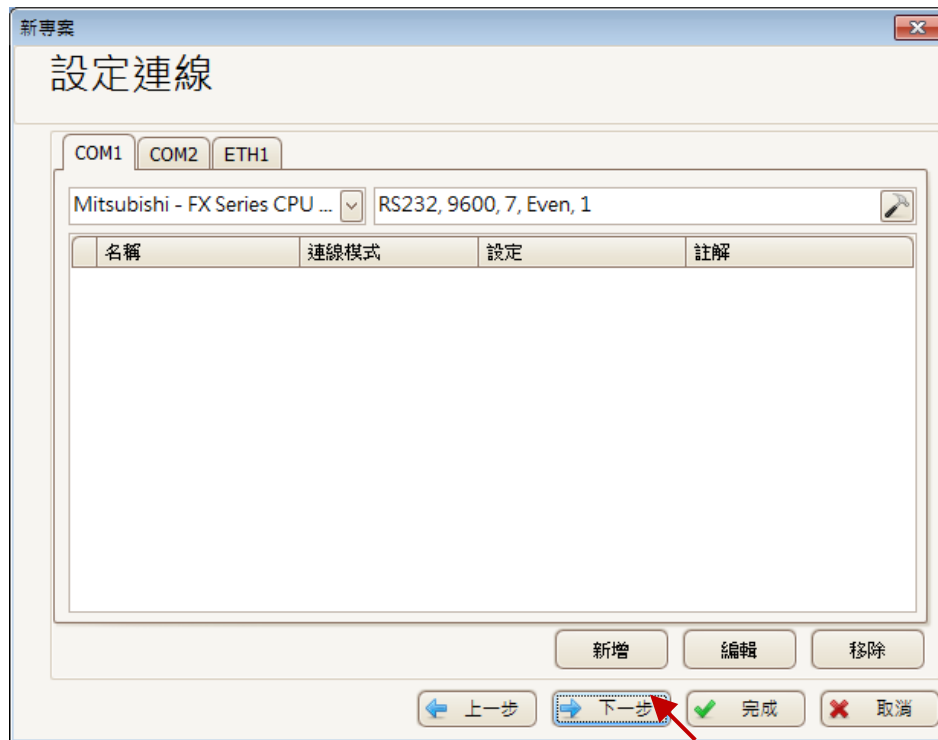 新專案
設定連線
COM1 COM2 ETH1
Mitsubishi - FX Series CPU ... RS232, 9600, 7, Even, 1
名稱 連線模式 設定 註解
新增 編輯 移除
上一步 下一步 完成 取消